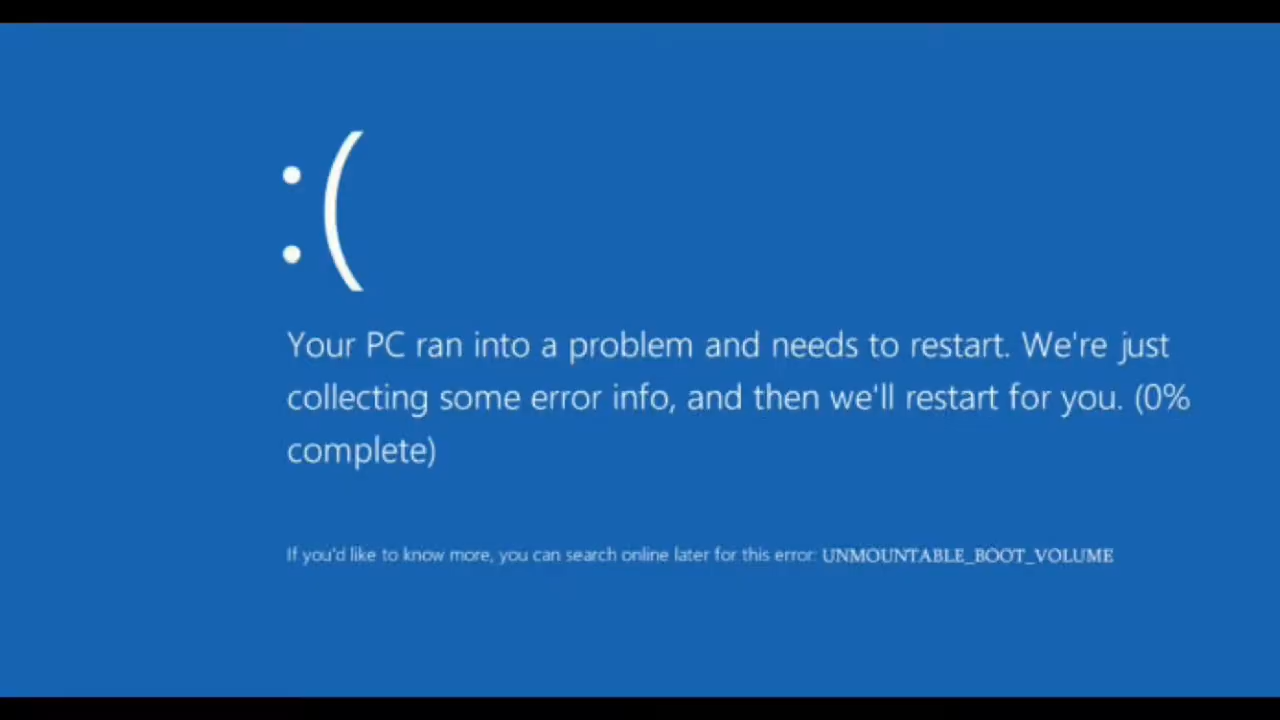 :(
Your PC ran into a problem and needs to restart. We're just
collecting some error info, and then we'll restart for you. (0%
complete)
If you'd like to know more, you can search online later for this error: UNMOUNTABLE_BOOT_VOLUME